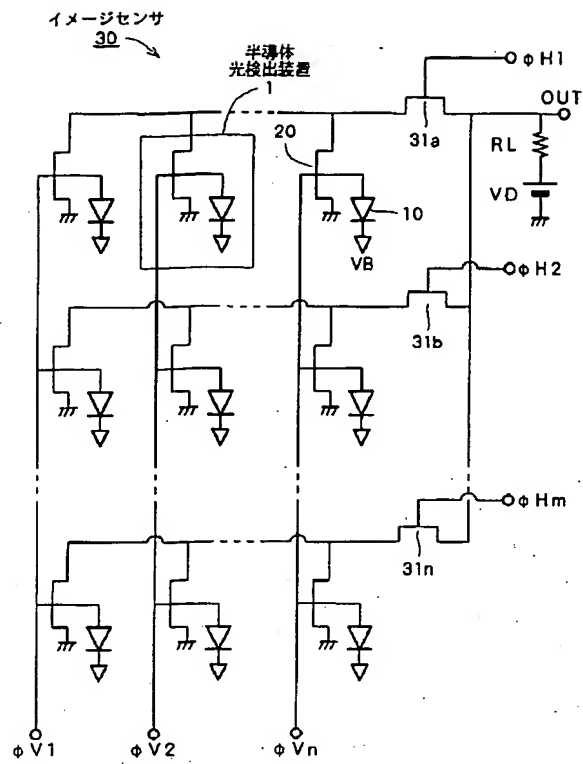 イメージセンサ
30
半導体
光検出装置
1
φH1
OUT
31a
RL
20
VD
10
VB
φH2
31b
φHm
31n
φV1
φV2
φVn